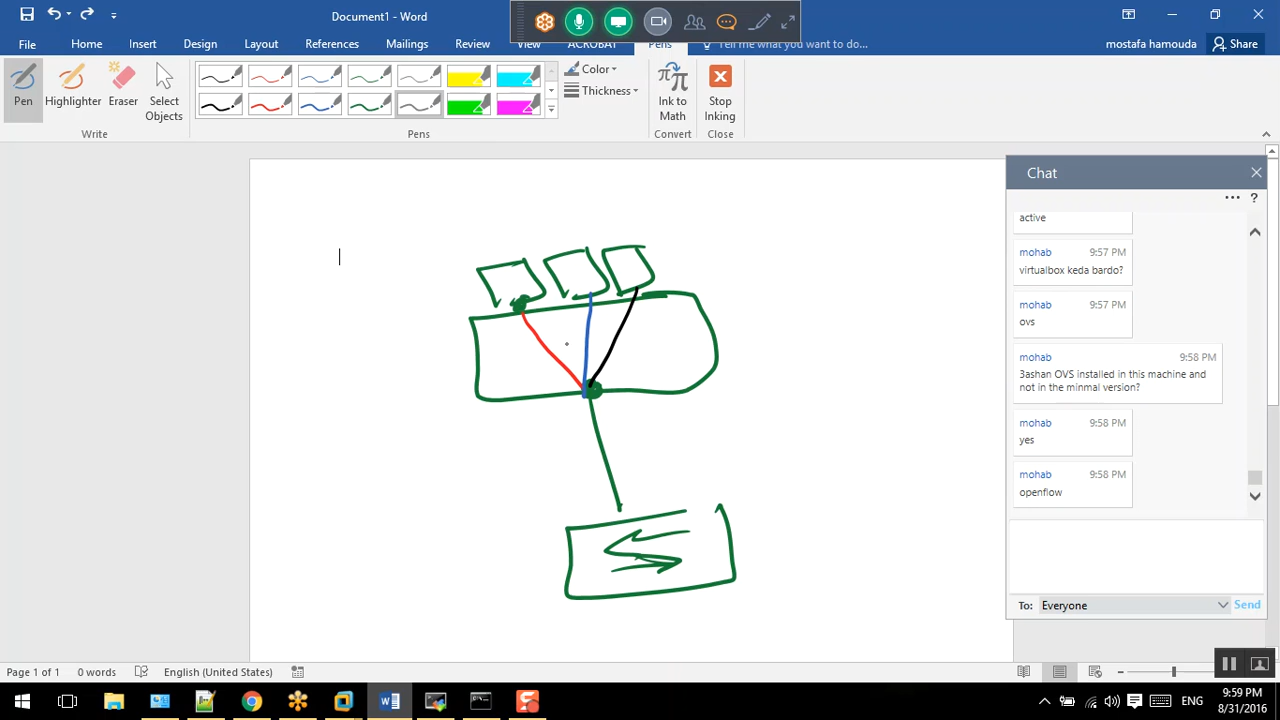 Document1 - Word
mostafa hamouda
Share
File
Home
Insert
Design
Layout
References
Mailings
Review
View
ACROBAT
Pens
Tell me what you want to do...
Pen
Highlighter
Eraser
Select
Objects
Write
Pens
Color
Thickness
Ink to
Math
Convert
Stop
Inking
Close
Chat
?
active
mohab 9:57 PM
virtualbox keda bardo?
mohab 9:57 PM
ovs
mohab 9:58 PM
3ashan OVS installed in this machine and
not in the minmal version?
mohab 9:58 PM
yes
mohab 9:58 PM
openflow
To: Everyone Send
Page 1 of 1 0 words English (United States)
ENG
9:59 PM
8/31/2016